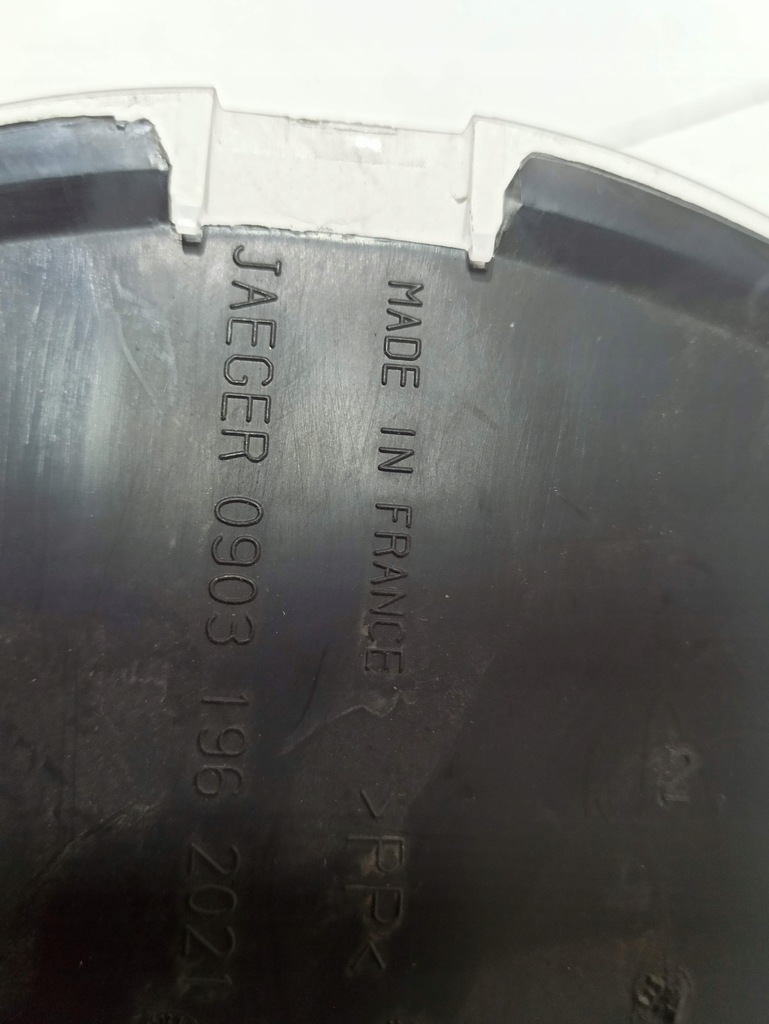 JAEGER 0903 196 2021
MADE IN FRANCE >PP<